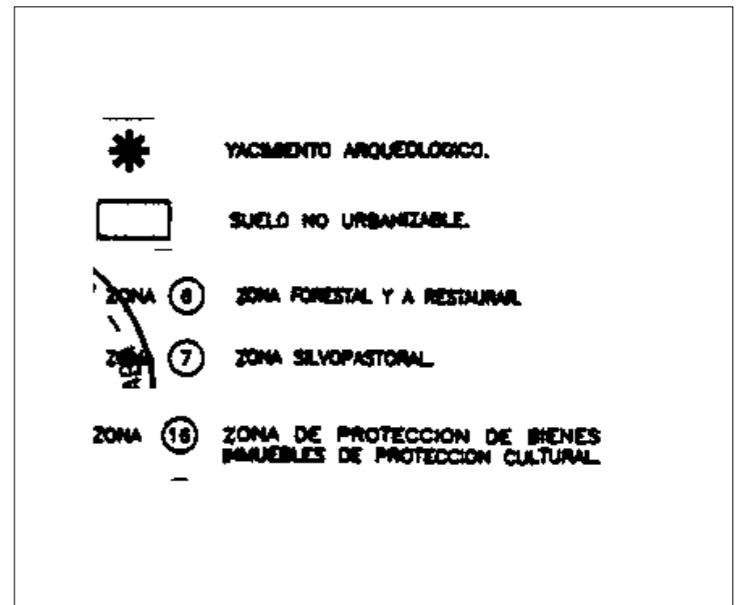 YACIMIENTO ARQUEOLOGICO.
SUELO NO URBANIZABLE.
ZONA 6 ZONA FORESTAL Y A RESTAURAR.
ZONA 7 ZONA SILVOPASTORAL.
ZONA 16 ZONA DE PROTECCION DE BIENES
INMUEBLES DE PROTECCION CULTURAL.